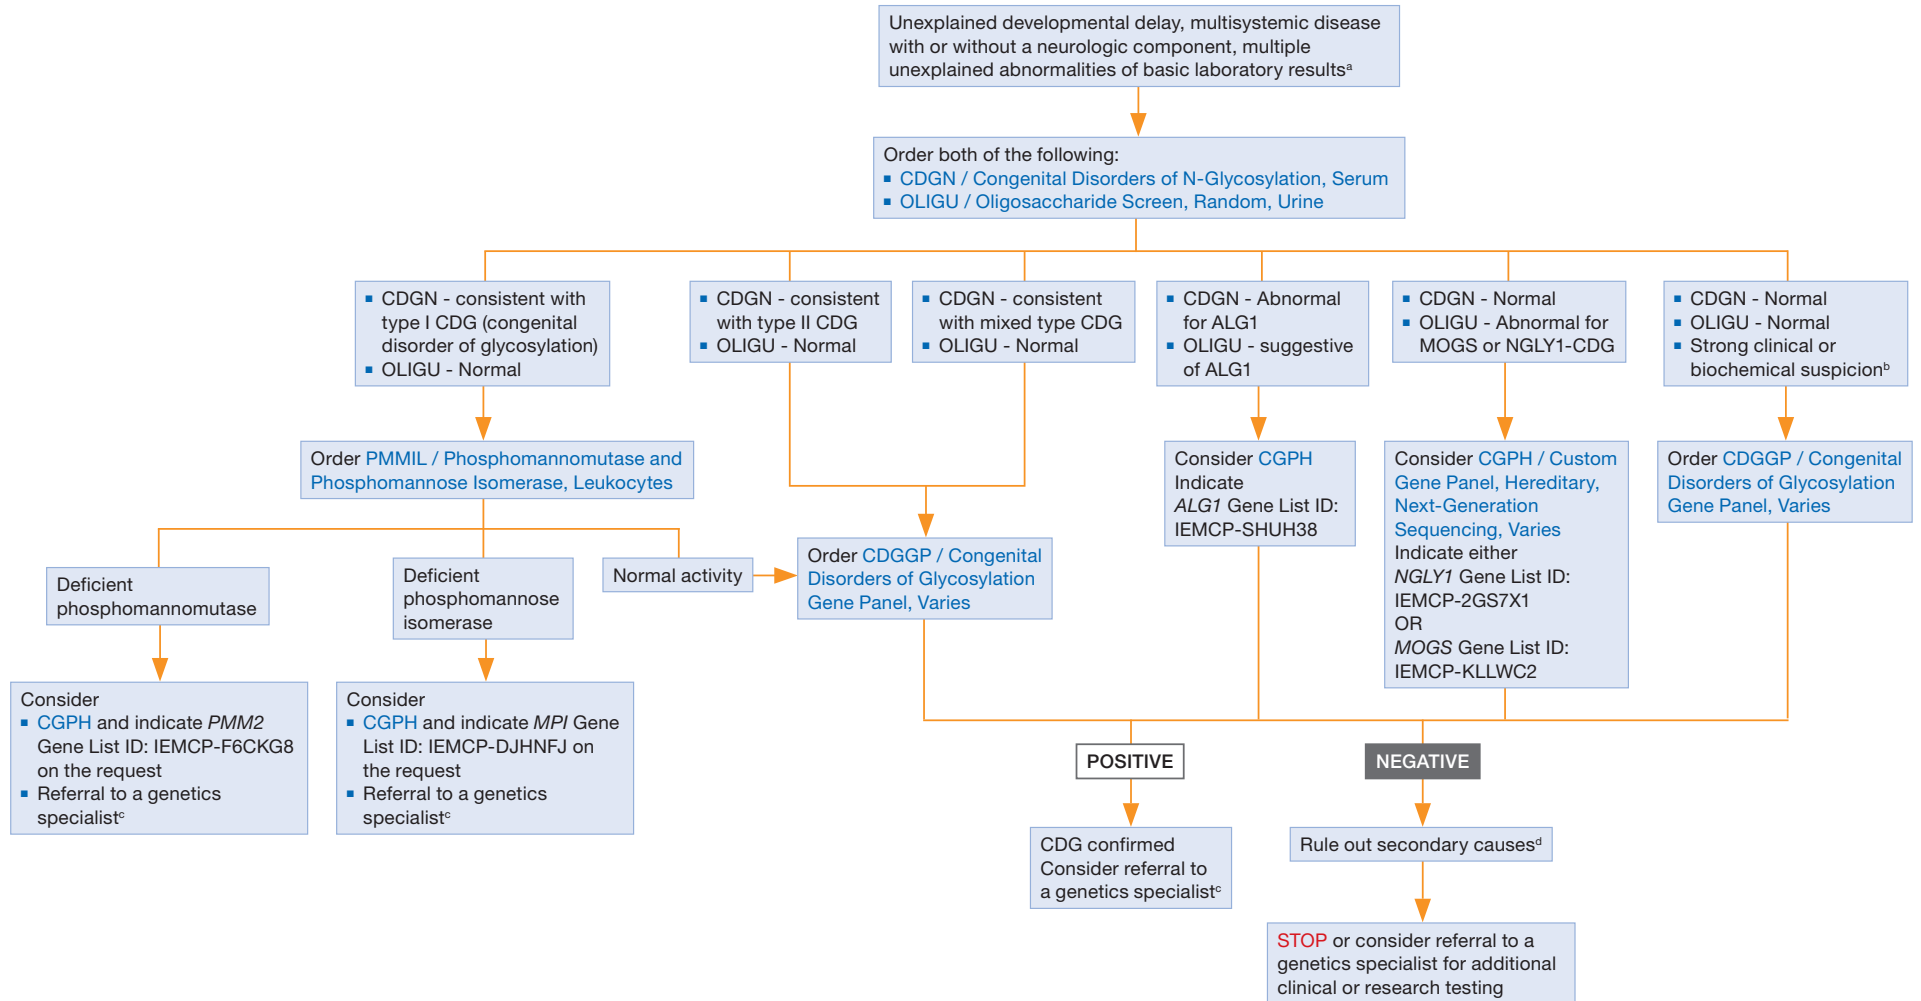 Unexplained developmental delay, multisystemic disease
with or without a neurologic component, multiple
unexplained abnormalities of basic laboratory resultsᵃ
Order both of the following:
▪ CDGN / Congenital Disorders of N-Glycosylation, Serum
▪ OLIGU / Oligosaccharide Screen, Random, Urine
▪ CDGN - consistent with
type I CDG (congenital
disorder of glycosylation)
▪ OLIGU - Normal
▪ CDGN - consistent
with type II CDG
▪ OLIGU - Normal
▪ CDGN - consistent
with mixed type CDG
▪ OLIGU - Normal
▪ CDGN - Abnormal
for ALG1
▪ OLIGU - suggestive
of ALG1
▪ CDGN - Normal
▪ OLIGU - Abnormal for
MOGS or NGLY1-CDG
▪ CDGN - Normal
▪ OLIGU - Normal
▪ Strong clinical or
biochemical suspicionᵇ
Order PMMIL / Phosphomannomutase and
Phosphomannose Isomerase, Leukocytes
Consider CGPH
Indicate
ALG1 Gene List ID:
IEMCP-SHUH38
Consider CGPH / Custom
Gene Panel, Hereditary,
Next-Generation
Sequencing, Varies
Indicate either
NGLY1 Gene List ID:
IEMCP-2GS7X1
OR
MOGS Gene List ID:
IEMCP-KLLWC2
Order CDGGP / Congenital
Disorders of Glycosylation
Gene Panel, Varies
Deficient
phosphomannomutase
Deficient
phosphomannose
isomerase
Normal activity
Order CDGGP / Congenital
Disorders of Glycosylation
Gene Panel, Varies
Consider
▪ CGPH and indicate PMM2
Gene List ID: IEMCP-F6CKG8
on the request
▪ Referral to a genetics
specialistᶜ
Consider
▪ CGPH and indicate MPI Gene
List ID: IEMCP-DJHNFJ on
the request
▪ Referral to a genetics
specialistᶜ
POSITIVE
NEGATIVE
CDG confirmed
Consider referral to
a genetics specialistᶜ
Rule out secondary causesᵈ
STOP or consider referral to a
genetics specialist for additional
clinical or research testing